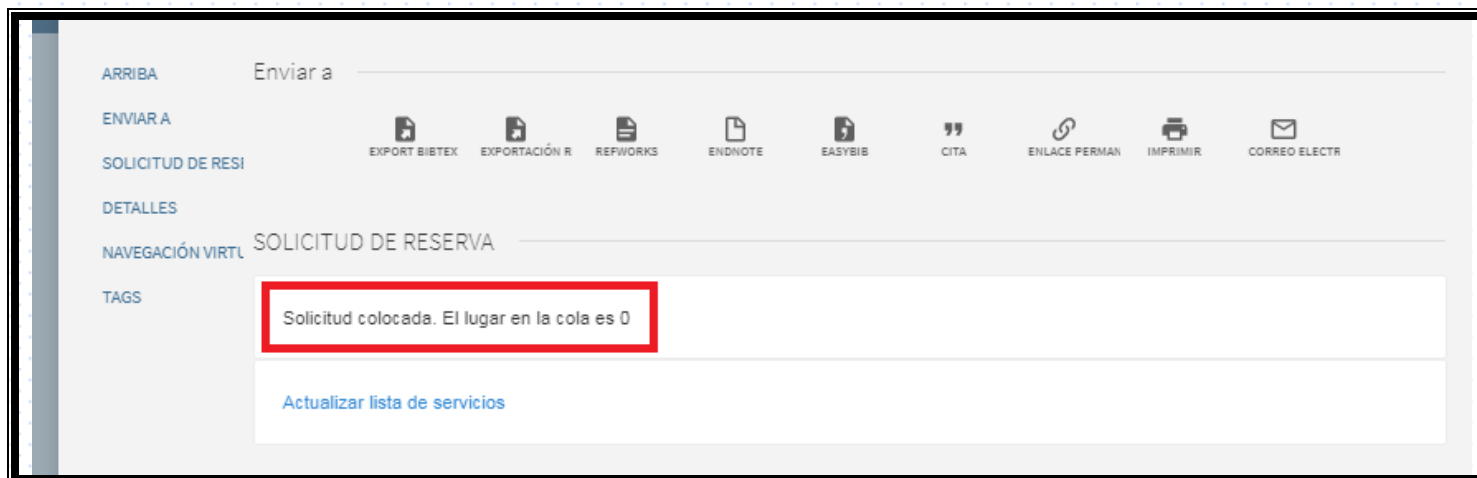 ARRIBA
Enviar a
ENVIAR A
EXPORT BIBTEX EXPORTACIÓN R REFWORKS ENDNOTE EASYBIB CITA ENLACE PERMAN IMPRIMIR CORREO ELECTR
SOLICITUD DE RESE
DETALLES
NAVEGACIÓN VIRTU
TAGS
SOLICITUD DE RESERVA
Solicitud colocada. El lugar en la cola es 0
Actualizar lista de servicios